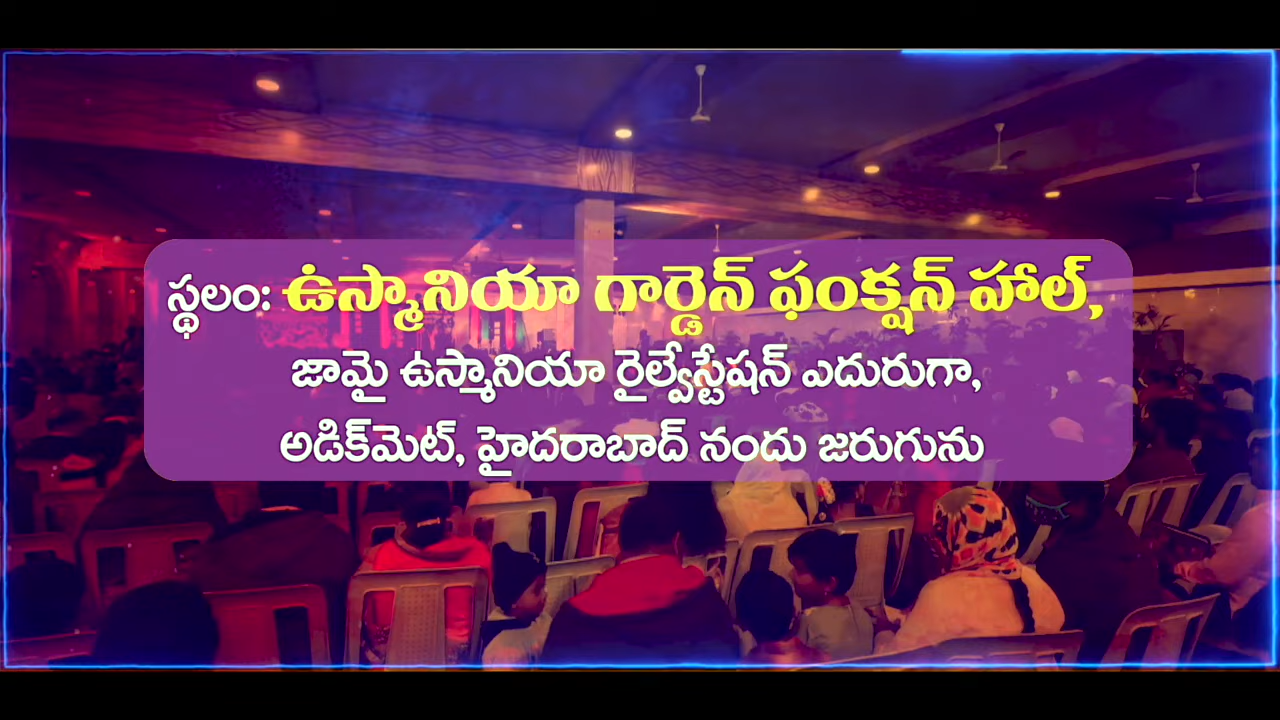 స్థలం: ఉస్మానియా గార్డెన్ ఫంక్షన్ హాల్,
జామై ఉస్మానియా రైల్వేస్టేషన్ ఎదురుగా,
అడిక్‌మెట్, హైదరాబాద్ నందు జరుగును